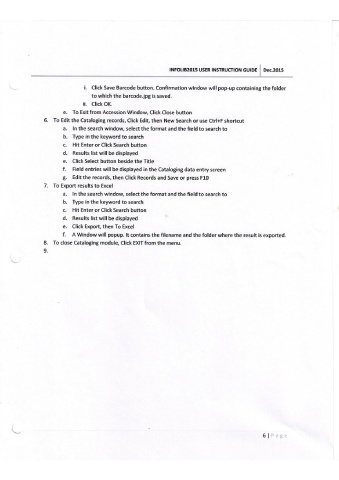 INFOLIB2015 USER INSTRUCTION GUIDE Dec.2015
i. Click Save Barcode button. Confirmation window will pop-up containing the folder
to which the barcode.jpg is saved.
ii. Click OK.
e. To Exit from Accession Window, Click Close button
6. To Edit the Cataloging records, Click Edit, then New Search or use Ctrl+F shortcut
a. In the search window, select the format and the field to search to
b. Type in the keyword to search
c. Hit Enter or Click Search button
d. Results list will be displayed
e. Click Select button beside the Title
f. Field entries will be displayed in the Cataloging data entry screen
g. Edit the records, then Click Records and Save or press F10
7. To Export results to Excel
a. In the search window, select the format and the field to search to
b. Type in the keyword to search
c. Hit Enter or Click Search button
d. Results list will be displayed
e. Click Export, then To Excel
f. A Window will popup. It contains the filename and the folder where the result is exported.
8. To close Cataloging module, Click EXIT from the menu.
9.
6 | Page